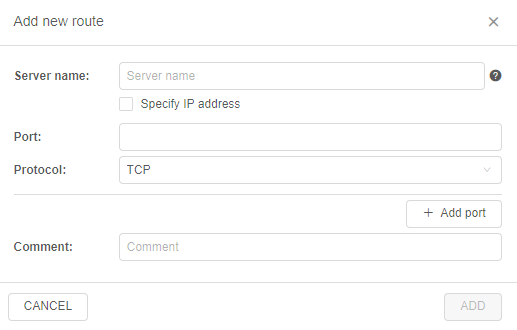 Add new route
Server name: Server name ?
Specify IP address
Port:
Protocol: TCP
+ Add port
Comment: Comment
CANCEL ADD